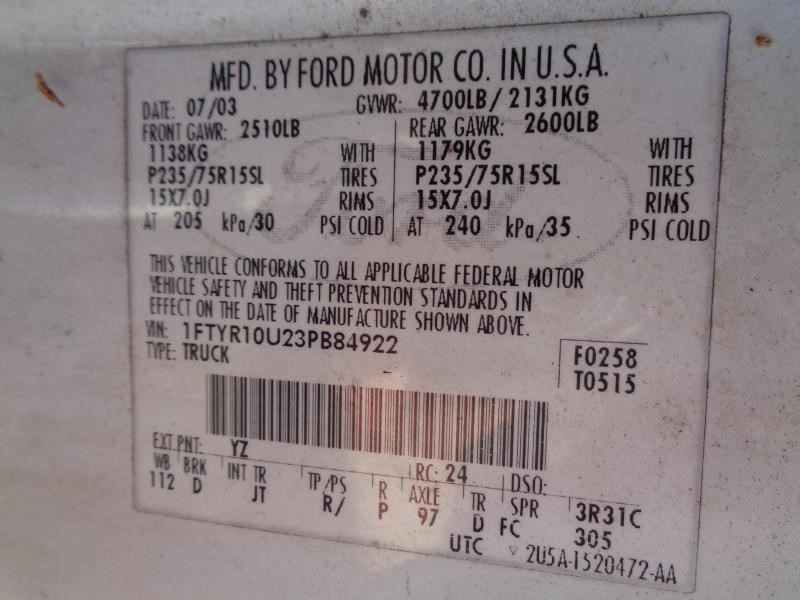 MFD. BY FORD MOTOR CO. IN U.S.A.
DATE: 07/03 GVWR: 4700LB/ 2131KG
FRONT GAWR: 2510LB REAR GAWR: 2600LB
1138KG WITH 1179KG WITH
P235/75R15SL TIRES P235/75R15SL TIRES
15X7.0J RIMS 15X7.0J RIMS
AT 205 kPa/30 PSI COLD AT 240 kPa/35 PSI COLD
Ford
THIS VEHICLE CONFORMS TO ALL APPLICABLE FEDERAL MOTOR
VEHICLE SAFETY AND THEFT PREVENTION STANDARDS IN
EFFECT ON THE DATE OF MANUFACTURE SHOWN ABOVE.
VIN: 1FTYR10U23PB84922
TYPE: TRUCK
F0258
T0515
EXT PNT: YZ RC: 24 DSO:
WB BRK INT TR TP/PS R AXLE TR SPR 3R31C
112 D JT R/ P 97 D FC 305
UTC 2U5A-1520472-AA